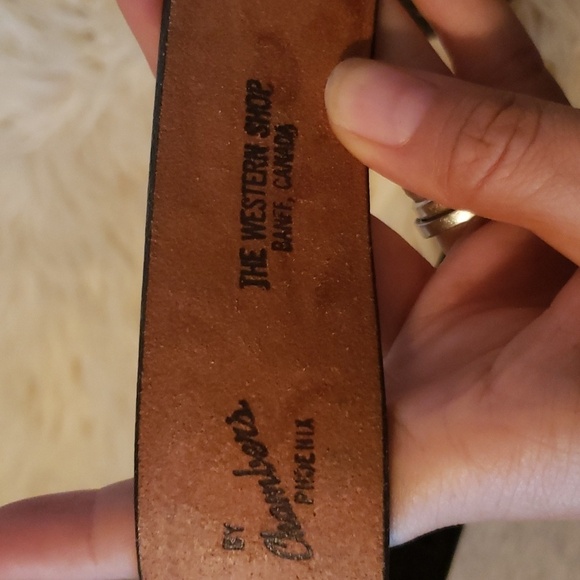 THE WESTERN SHOP
BANFF, CANADA
BY
Chambers
PHOENIX